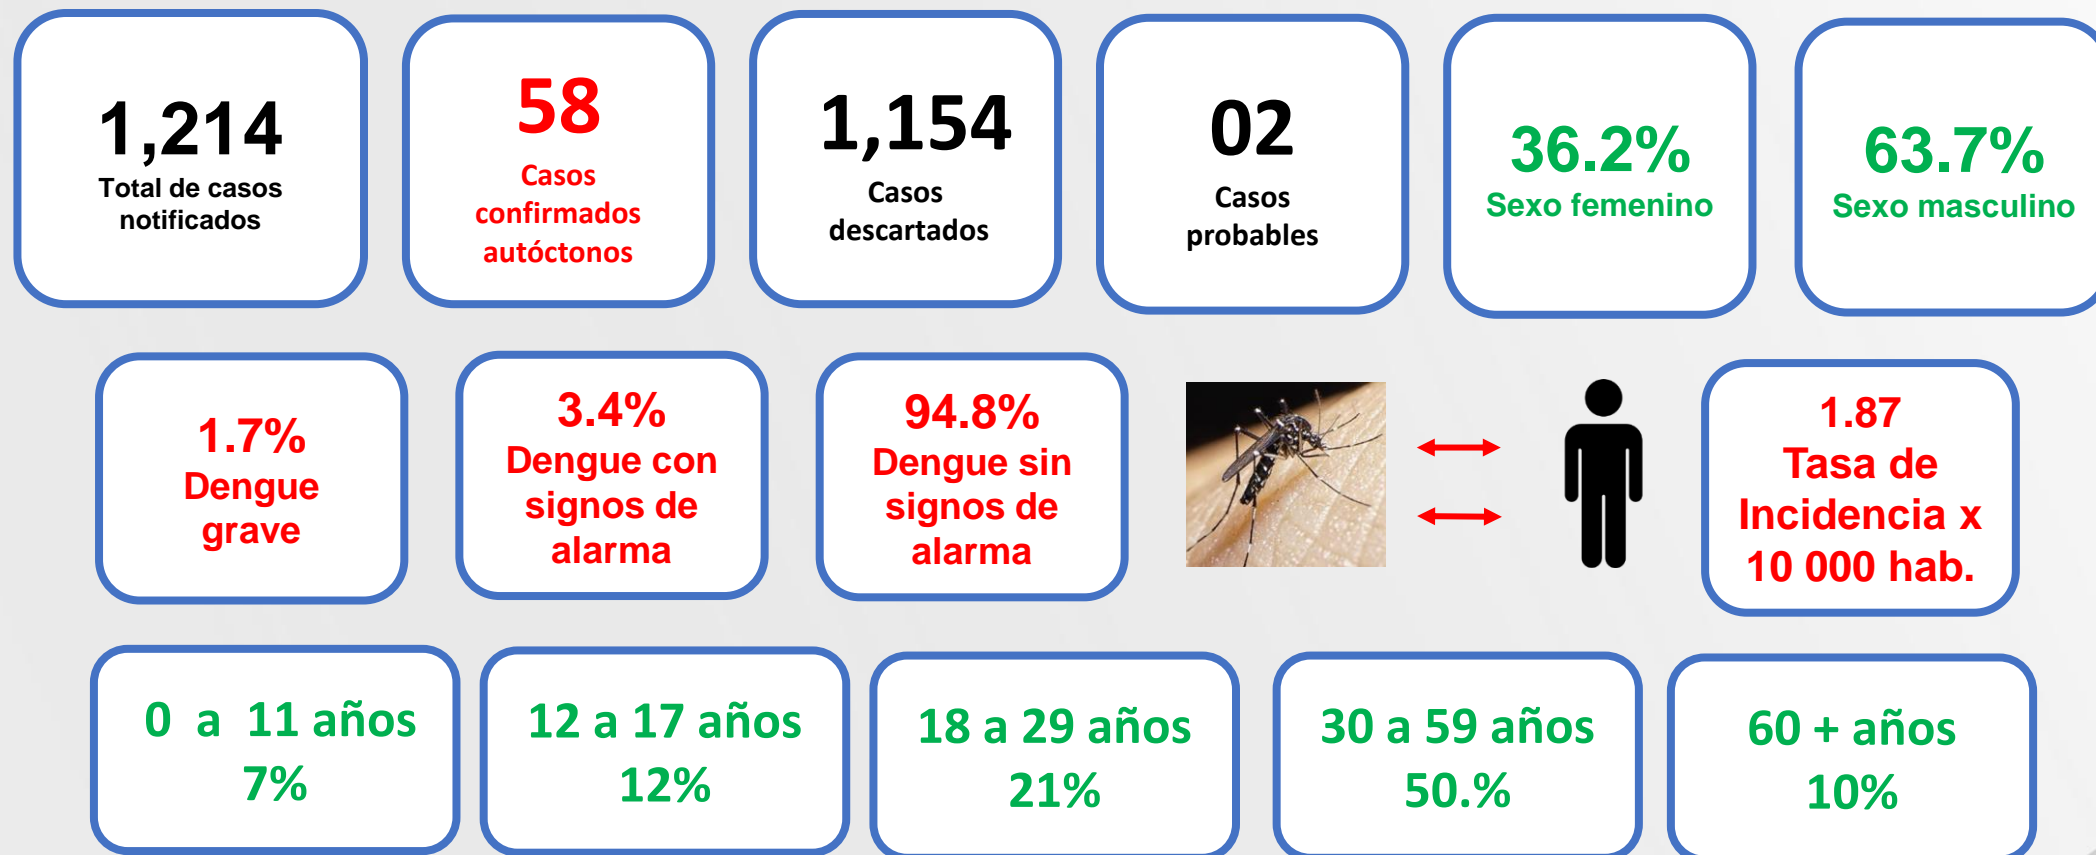 1,214
Total de casos
notificados
58
Casos
confirmados
autóctonos
1,154
Casos
descartados
02
Casos
probables
36.2%
Sexo femenino
63.7%
Sexo masculino
1.7%
Dengue
grave
3.4%
Dengue con
signos de
alarma
94.8%
Dengue sin
signos de
alarma
1.87
Tasa de
Incidencia x
10 000 hab.
0 a 11 años
7%
12 a 17 años
12%
18 a 29 años
21%
30 a 59 años
50.%
60 + años
10%